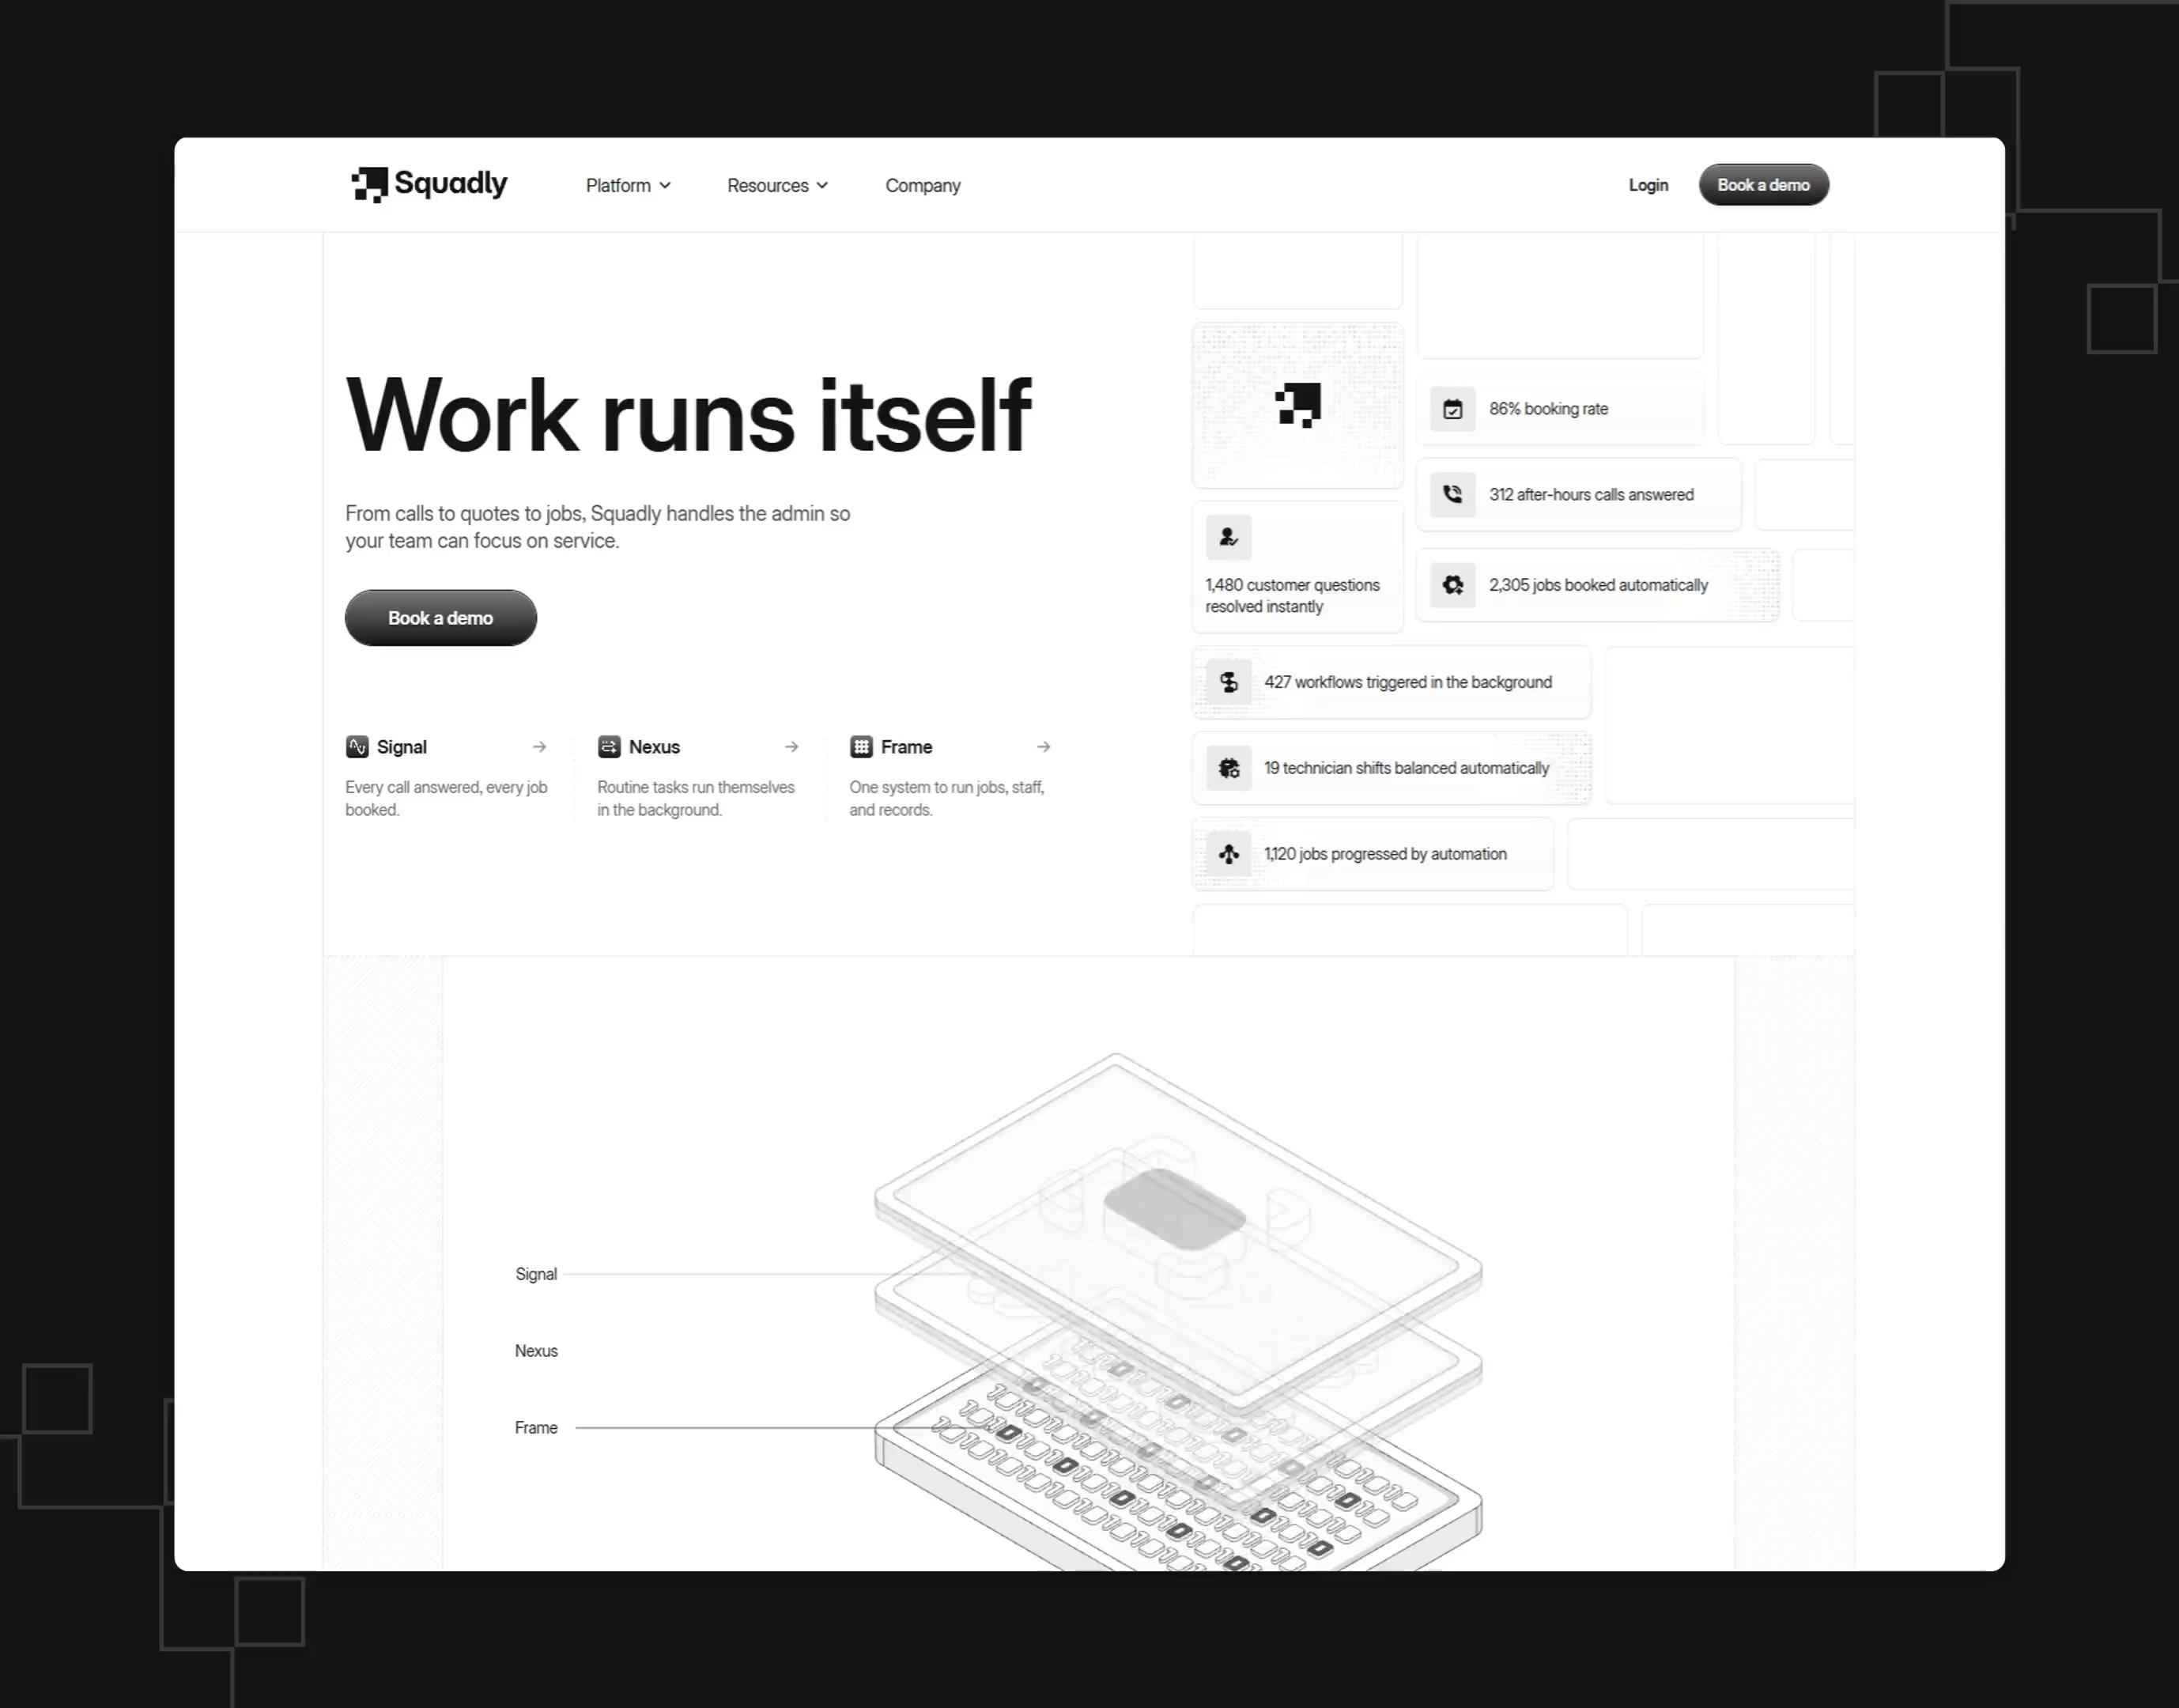 Squadly
Platform
Resources
Company
Login
Book a demo
Work runs itself
From calls to quotes to jobs, Squadly handles the admin so
your team can focus on service.
Book a demo
Signal
Every call answered, every job
booked.
Nexus
Routine tasks run themselves
in the background.
Frame
One system to run jobs, staff,
and records.
86% booking rate
312 after-hours calls answered
1,480 customer questions
resolved instantly
2,305 jobs booked automatically
427 workflows triggered in the background
19 technician shifts balanced automatically
1,120 jobs progressed by automation
Signal
Nexus
Frame